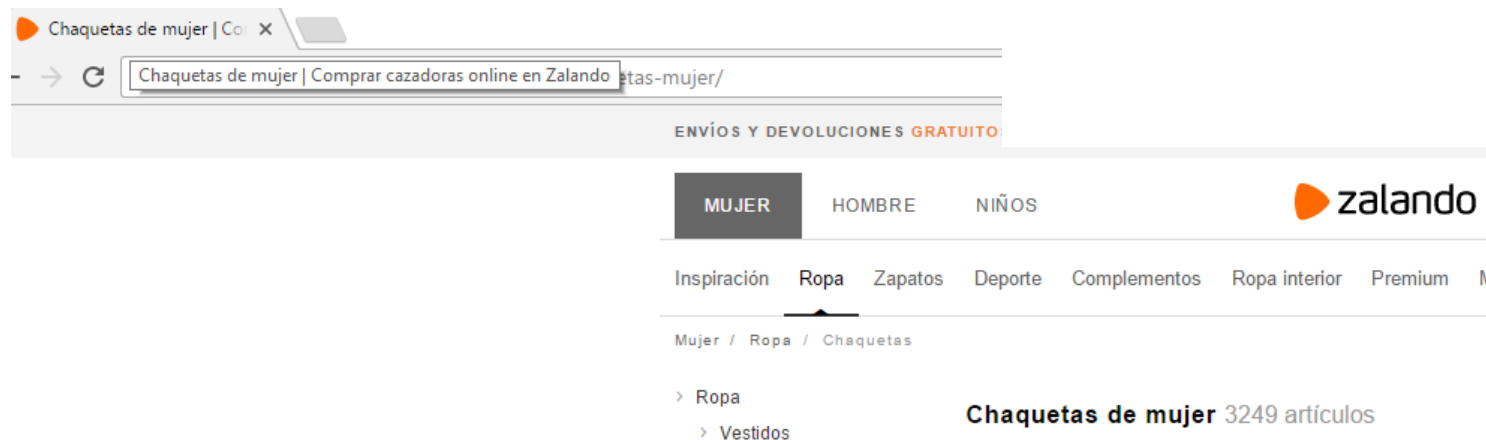 Chaquetas de mujer | Co
Chaquetas de mujer | Comprar cazadoras online en Zalando
etas-mujer/
ENVÍOS Y DEVOLUCIONES GRATUITO
MUJER HOMBRE NIÑOS zalando
Inspiración Ropa Zapatos Deporte Complementos Ropa interior Premium
Mujer / Ropa / Chaquetas
> Ropa
Chaquetas de mujer 3249 artículos
> Vestidos